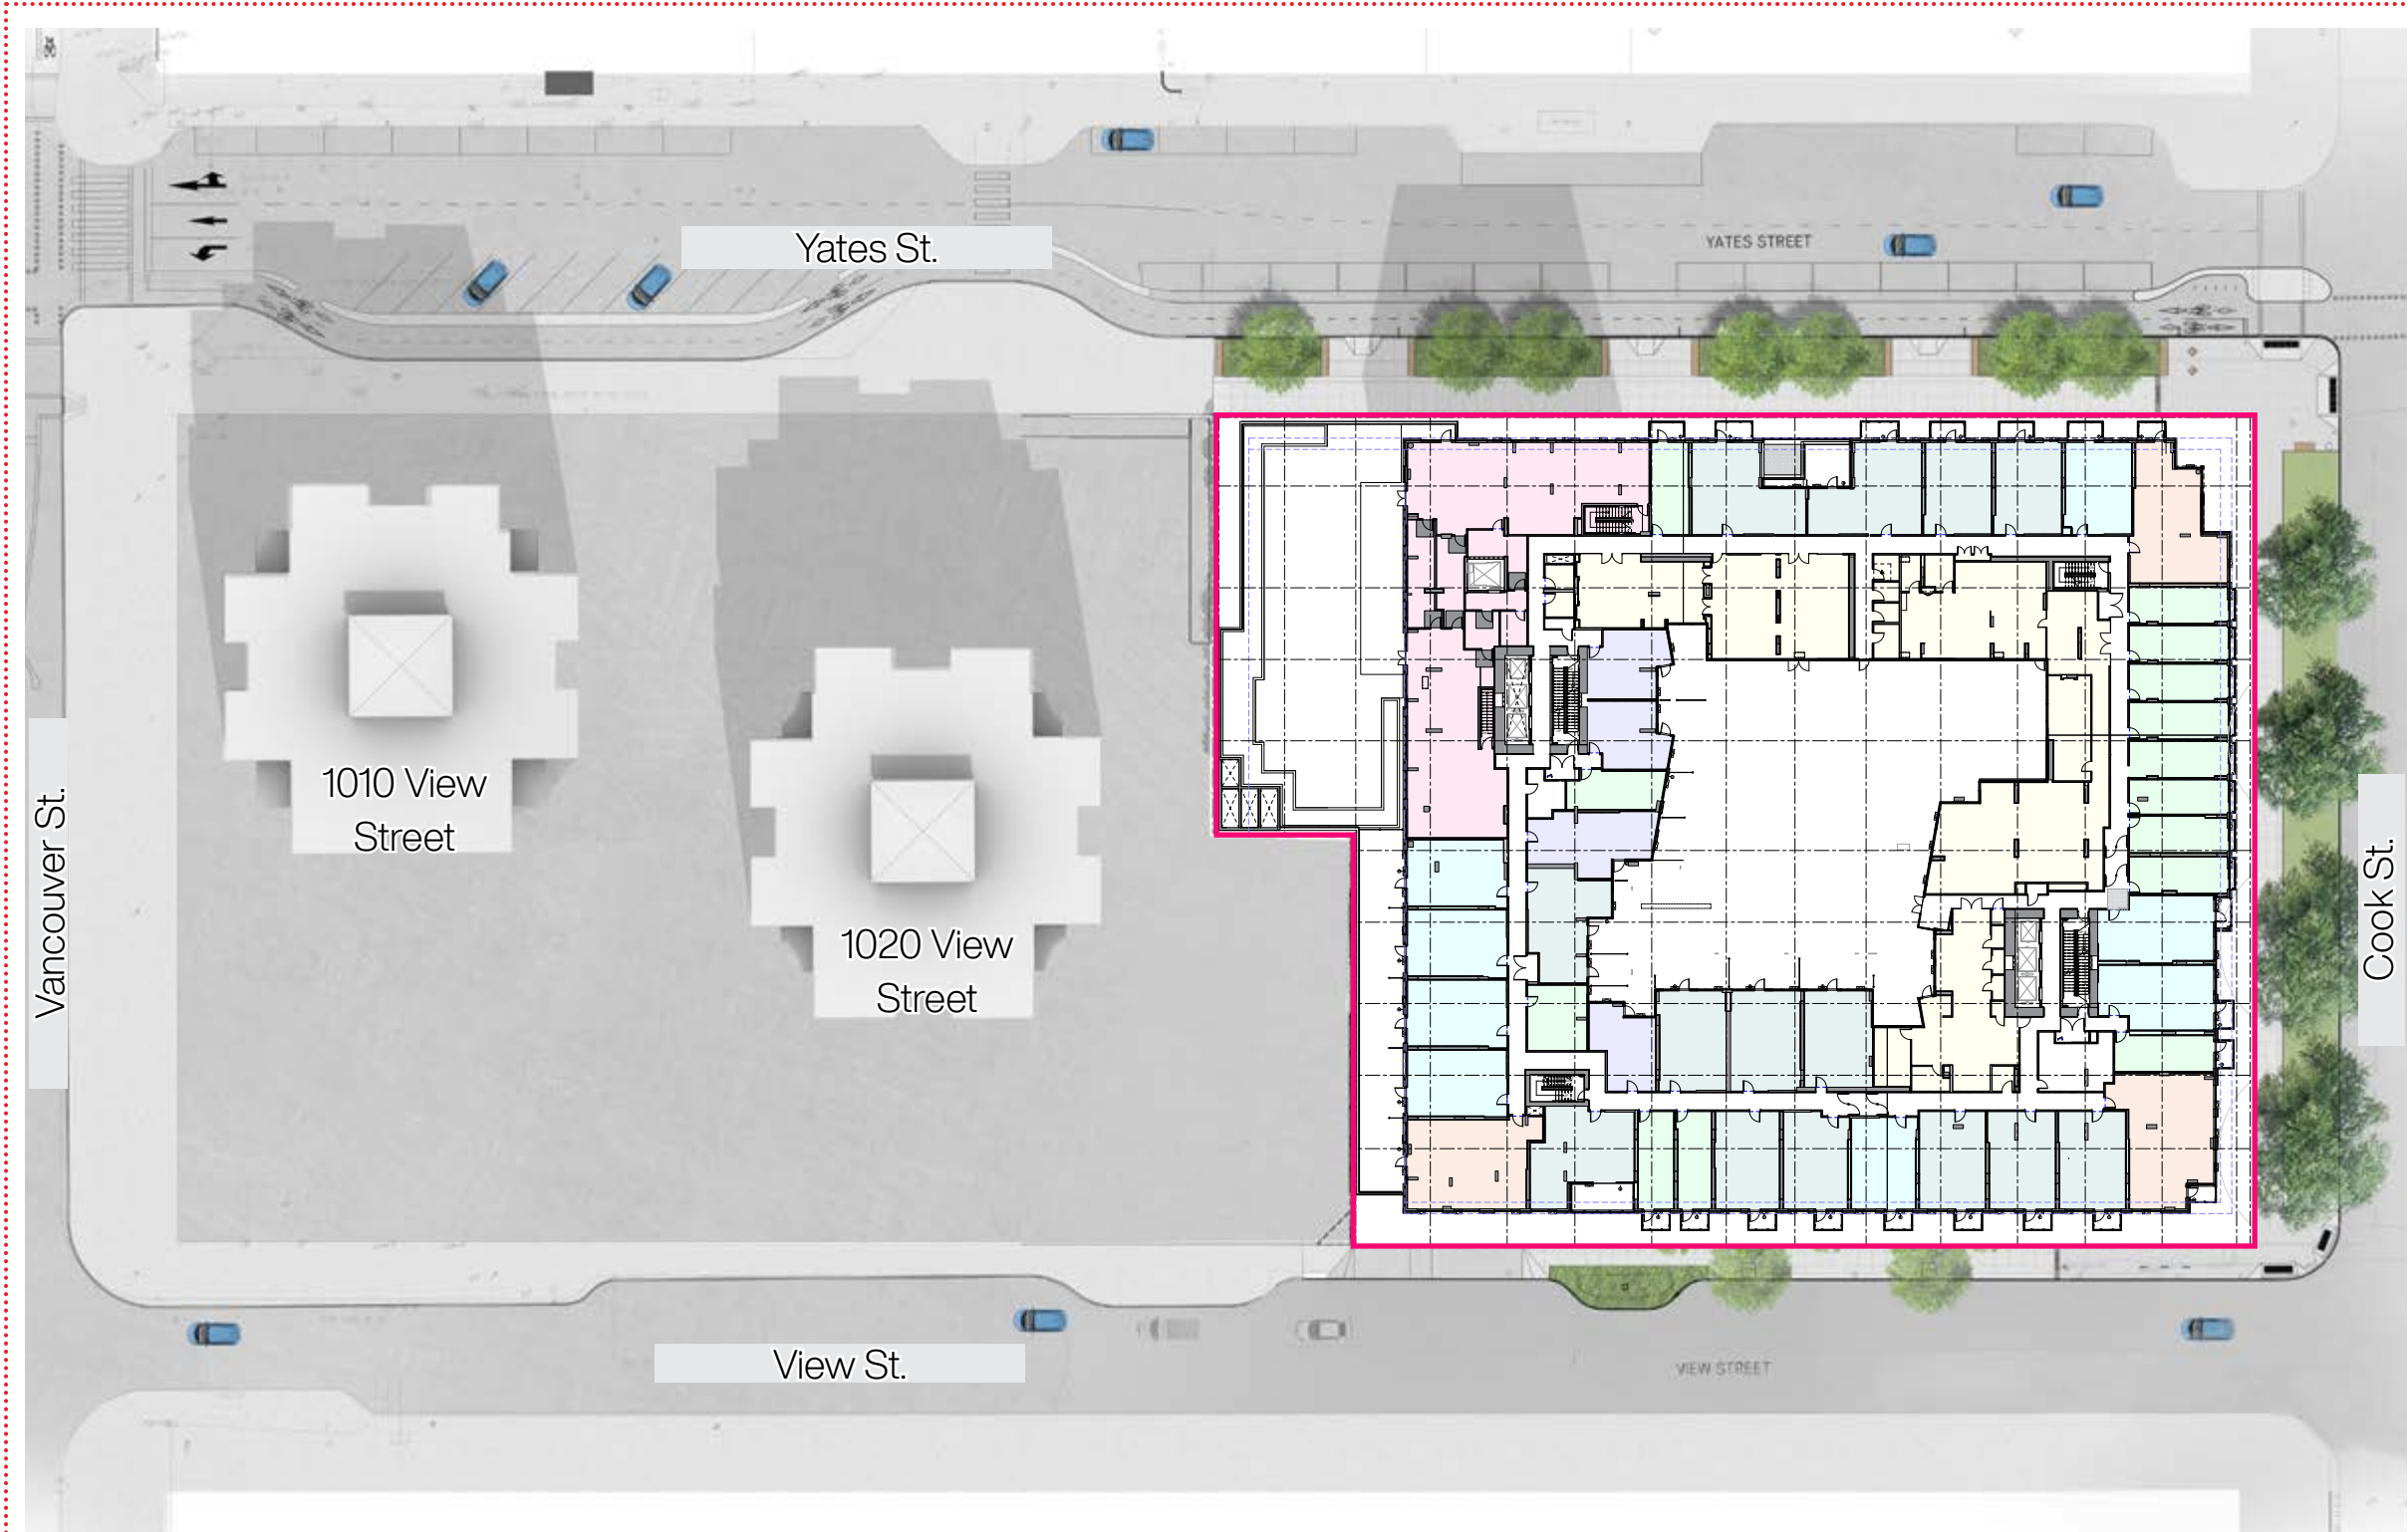 Yates St.
YATES STREET
1010 View
Street
1020 View
Street
Vancouver St.
Cook St.
View St.
VIEW STREET